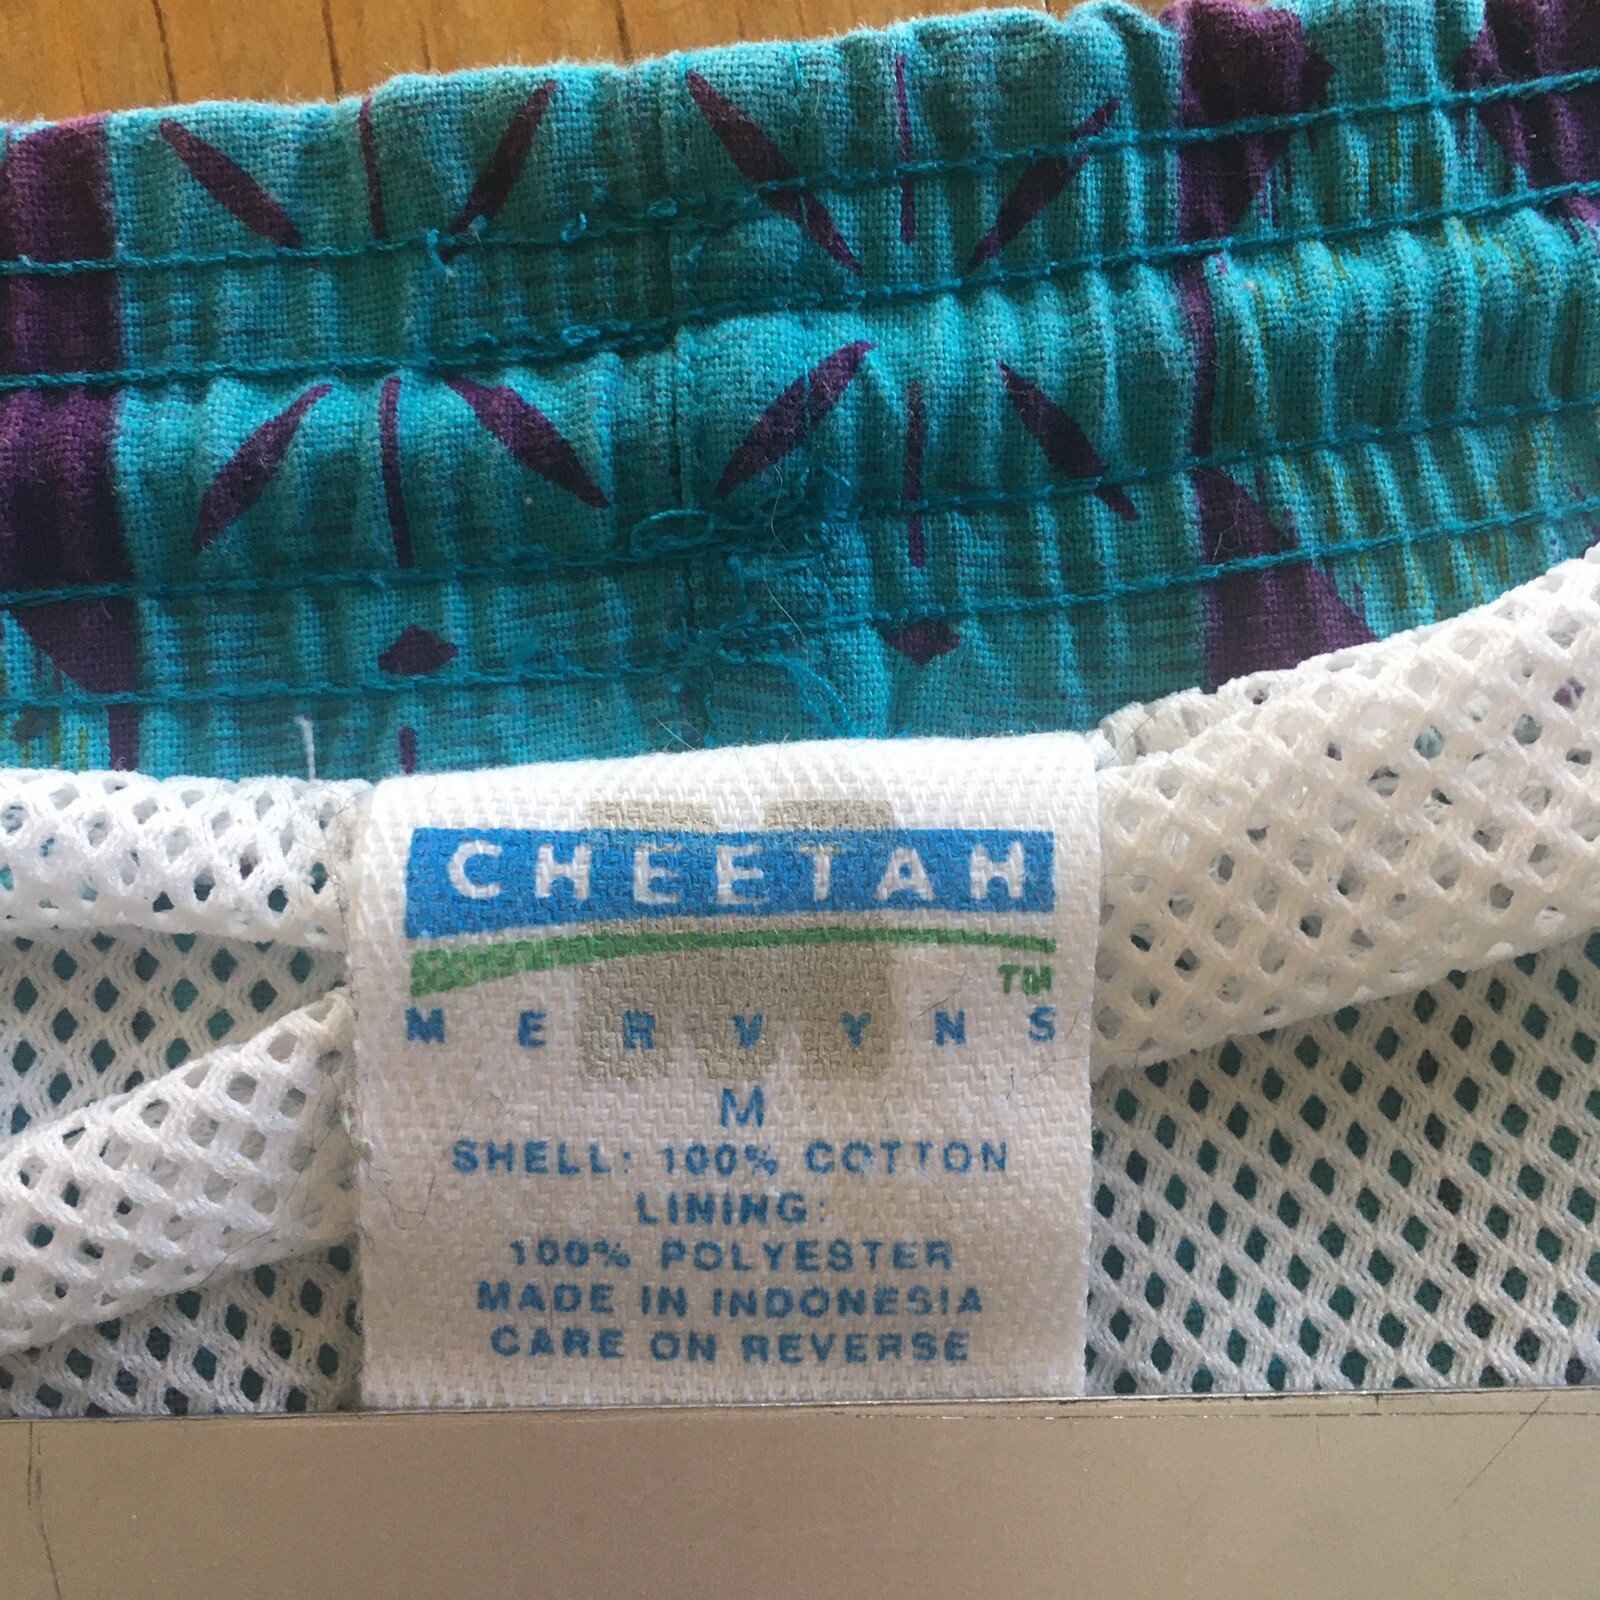 CHEETAH
TM
MERVYNS
M
SHELL: 100% COTTON
LINING:
100% POLYESTER
MADE IN INDONESIA
CARE ON REVERSE